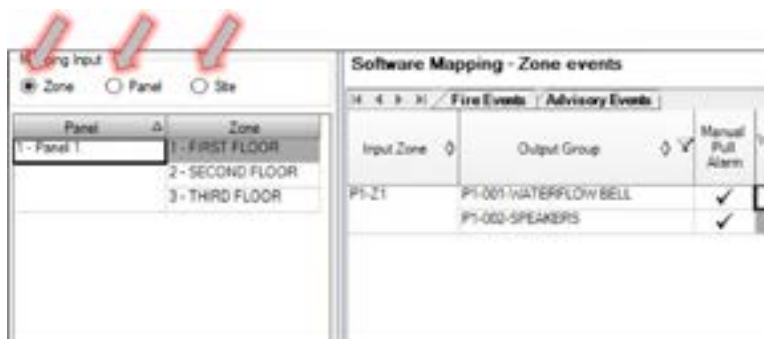 Mapping Input
Zone Panel Site
Panel Zone
1 - Panel 1 1 - FIRST FLOOR
2 - SECOND FLOOR
3 - THIRD FLOOR
Software Mapping - Zone events
Fire Events Advisory Events
Input Zone Output Group Manual Pull Alarm
P1-Z1 P1-001-WATERFLOW BELL
P1-002-SPEAKERS